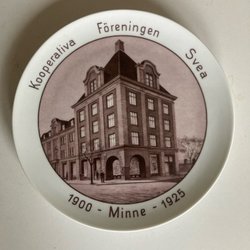 Kooperativa Föreningen Svea
1900 - Minne - 1925